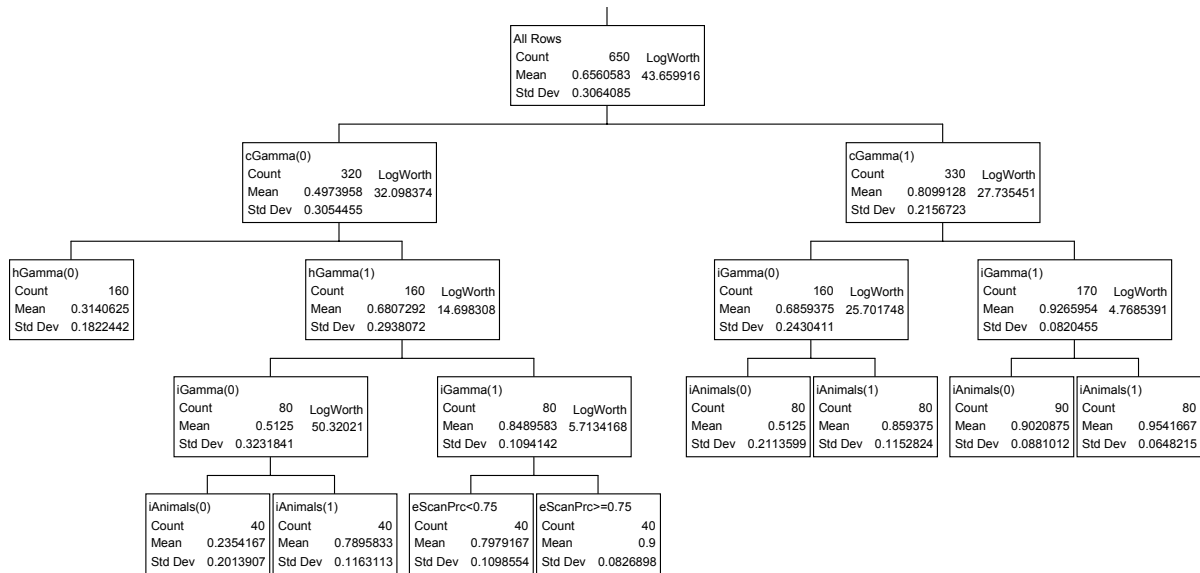 All Rows
Count 650 LogWorth
Mean 0.6560583 43.659916
Std Dev 0.3064085
cGamma(0)
Count 320 LogWorth
Mean 0.4973958 32.098374
Std Dev 0.3054455
cGamma(1)
Count 330 LogWorth
Mean 0.8099128 27.735451
Std Dev 0.2156723
hGamma(0)
Count 160
Mean 0.3140625
Std Dev 0.1822442
hGamma(1)
Count 160 LogWorth
Mean 0.6807292 14.698308
Std Dev 0.2938072
iGamma(0)
Count 160 LogWorth
Mean 0.6859375 25.701748
Std Dev 0.2430411
iGamma(1)
Count 170 LogWorth
Mean 0.9265954 4.7685391
Std Dev 0.0820455
iGamma(0)
Count 80 LogWorth
Mean 0.5125 50.32021
Std Dev 0.3231841
iGamma(1)
Count 80 LogWorth
Mean 0.8489583 5.7134168
Std Dev 0.1094142
iAnimals(0)
Count 80
Mean 0.5125
Std Dev 0.2113599
iAnimals(1)
Count 80
Mean 0.859375
Std Dev 0.1152824
iAnimals(0)
Count 90
Mean 0.9020875
Std Dev 0.0881012
iAnimals(1)
Count 80
Mean 0.9541667
Std Dev 0.0648215
iAnimals(0)
Count 40
Mean 0.2354167
Std Dev 0.2013907
iAnimals(1)
Count 40
Mean 0.7895833
Std Dev 0.1163113
eScanPrc<0.75
Count 40
Mean 0.7979167
Std Dev 0.1098554
eScanPrc>=0.75
Count 40
Mean 0.9
Std Dev 0.0826898